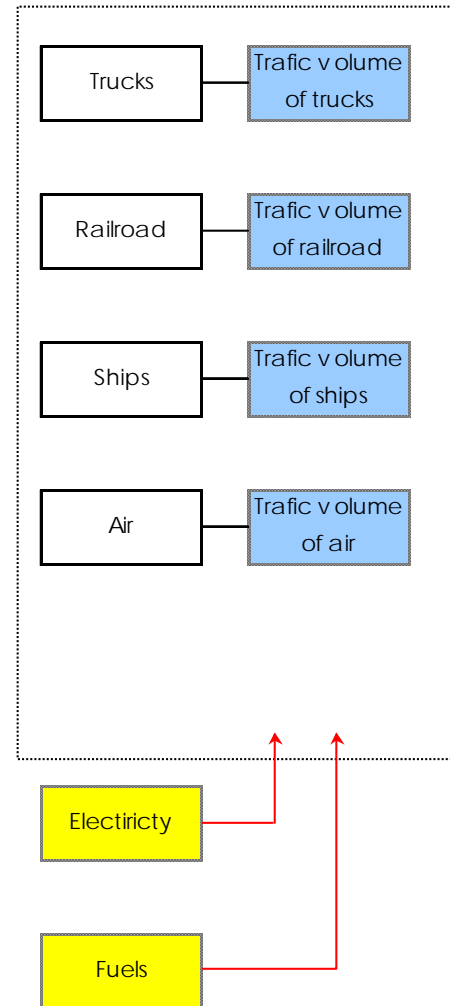 Trucks
Trafic v olume
of trucks
Railroad
Trafic v olume
of railroad
Ships
Trafic v olume
of ships
Air
Trafic v olume
of air
Electiricty
Fuels